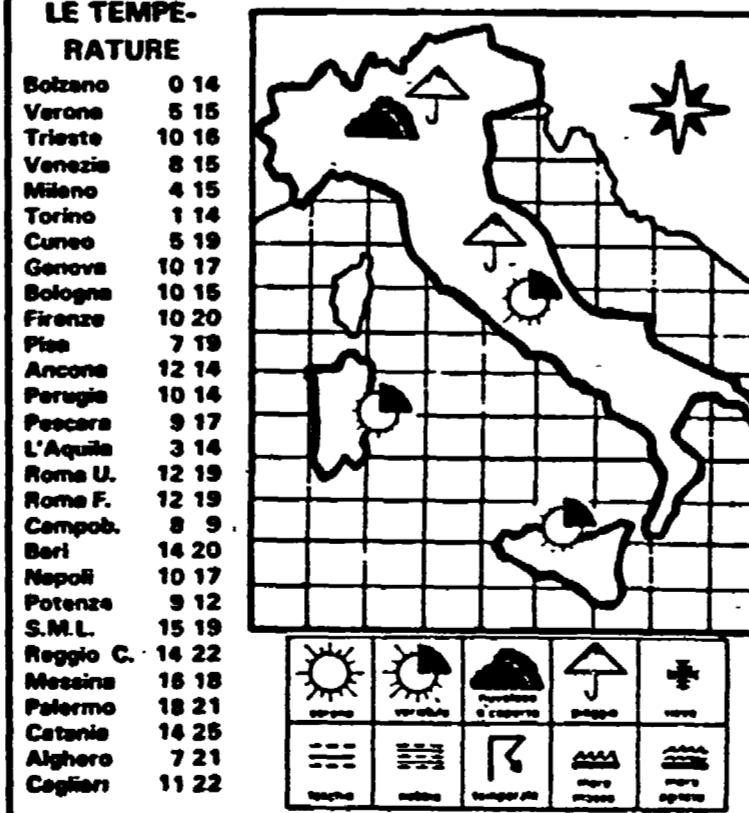 LE TEMPE-
RATURE
Bolzano 0 14
Verona 5 15
Trieste 10 16
Venezia 8 15
Milano 4 15
Torino 1 14
Cuneo 5 19
Genova 10 17
Bologna 10 15
Firenze 10 20
Pisa 7 19
Ancona 12 14
Perugia 10 14
Pescara 9 17
L'Aquila 3 14
Roma U. 12 19
Roma F. 12 19
Campob. 8 9
Bari 14 20
Napoli 10 17
Potenza 9 12
S.M.L. 15 19
Reggio C. 14 22
Messina 16 18
Palermo 18 21
Catania 14 25
Alghero 7 21
Cagliari 11 22
sereno variabile nuvoloso pioggia neve
o coperto
foschia nebbia temporale mare mare
mosso agitato